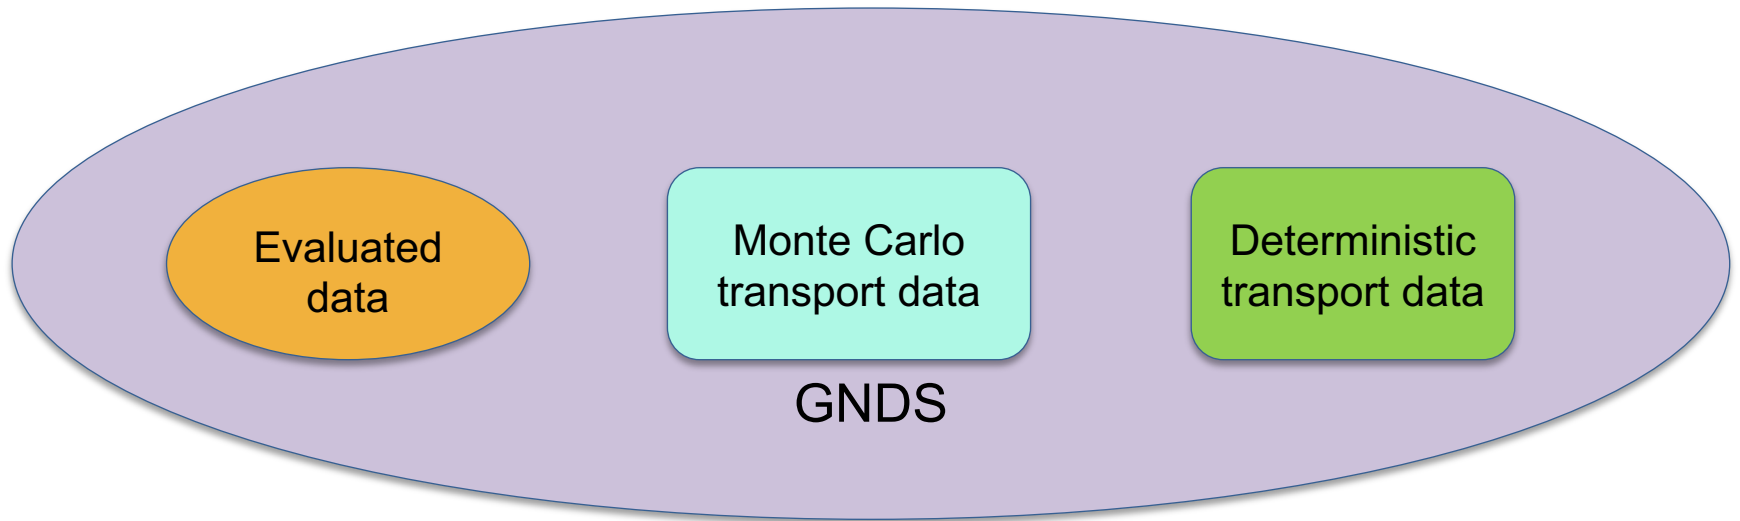 Evaluated
data
Monte Carlo
transport data
Deterministic
transport data
GNDS